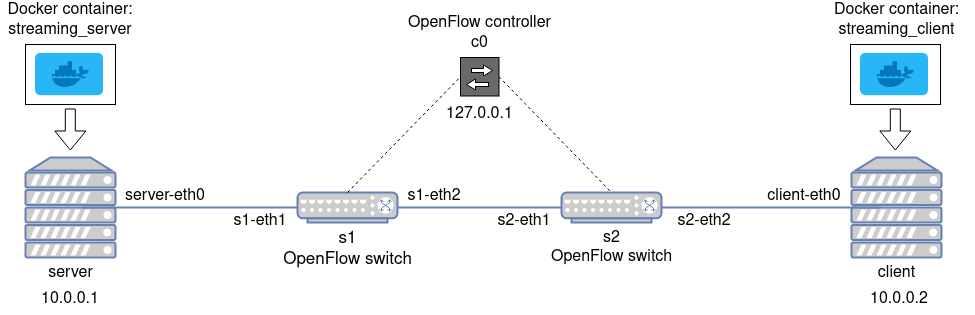 Docker container:
streaming_server
OpenFlow controller
c0
127.0.0.1
Docker container:
streaming_client
server-eth0
s1-eth1
s1-eth2
s2-eth1
s2-eth2
client-eth0
s1
OpenFlow switch
s2
OpenFlow switch
server
10.0.0.1
client
10.0.0.2